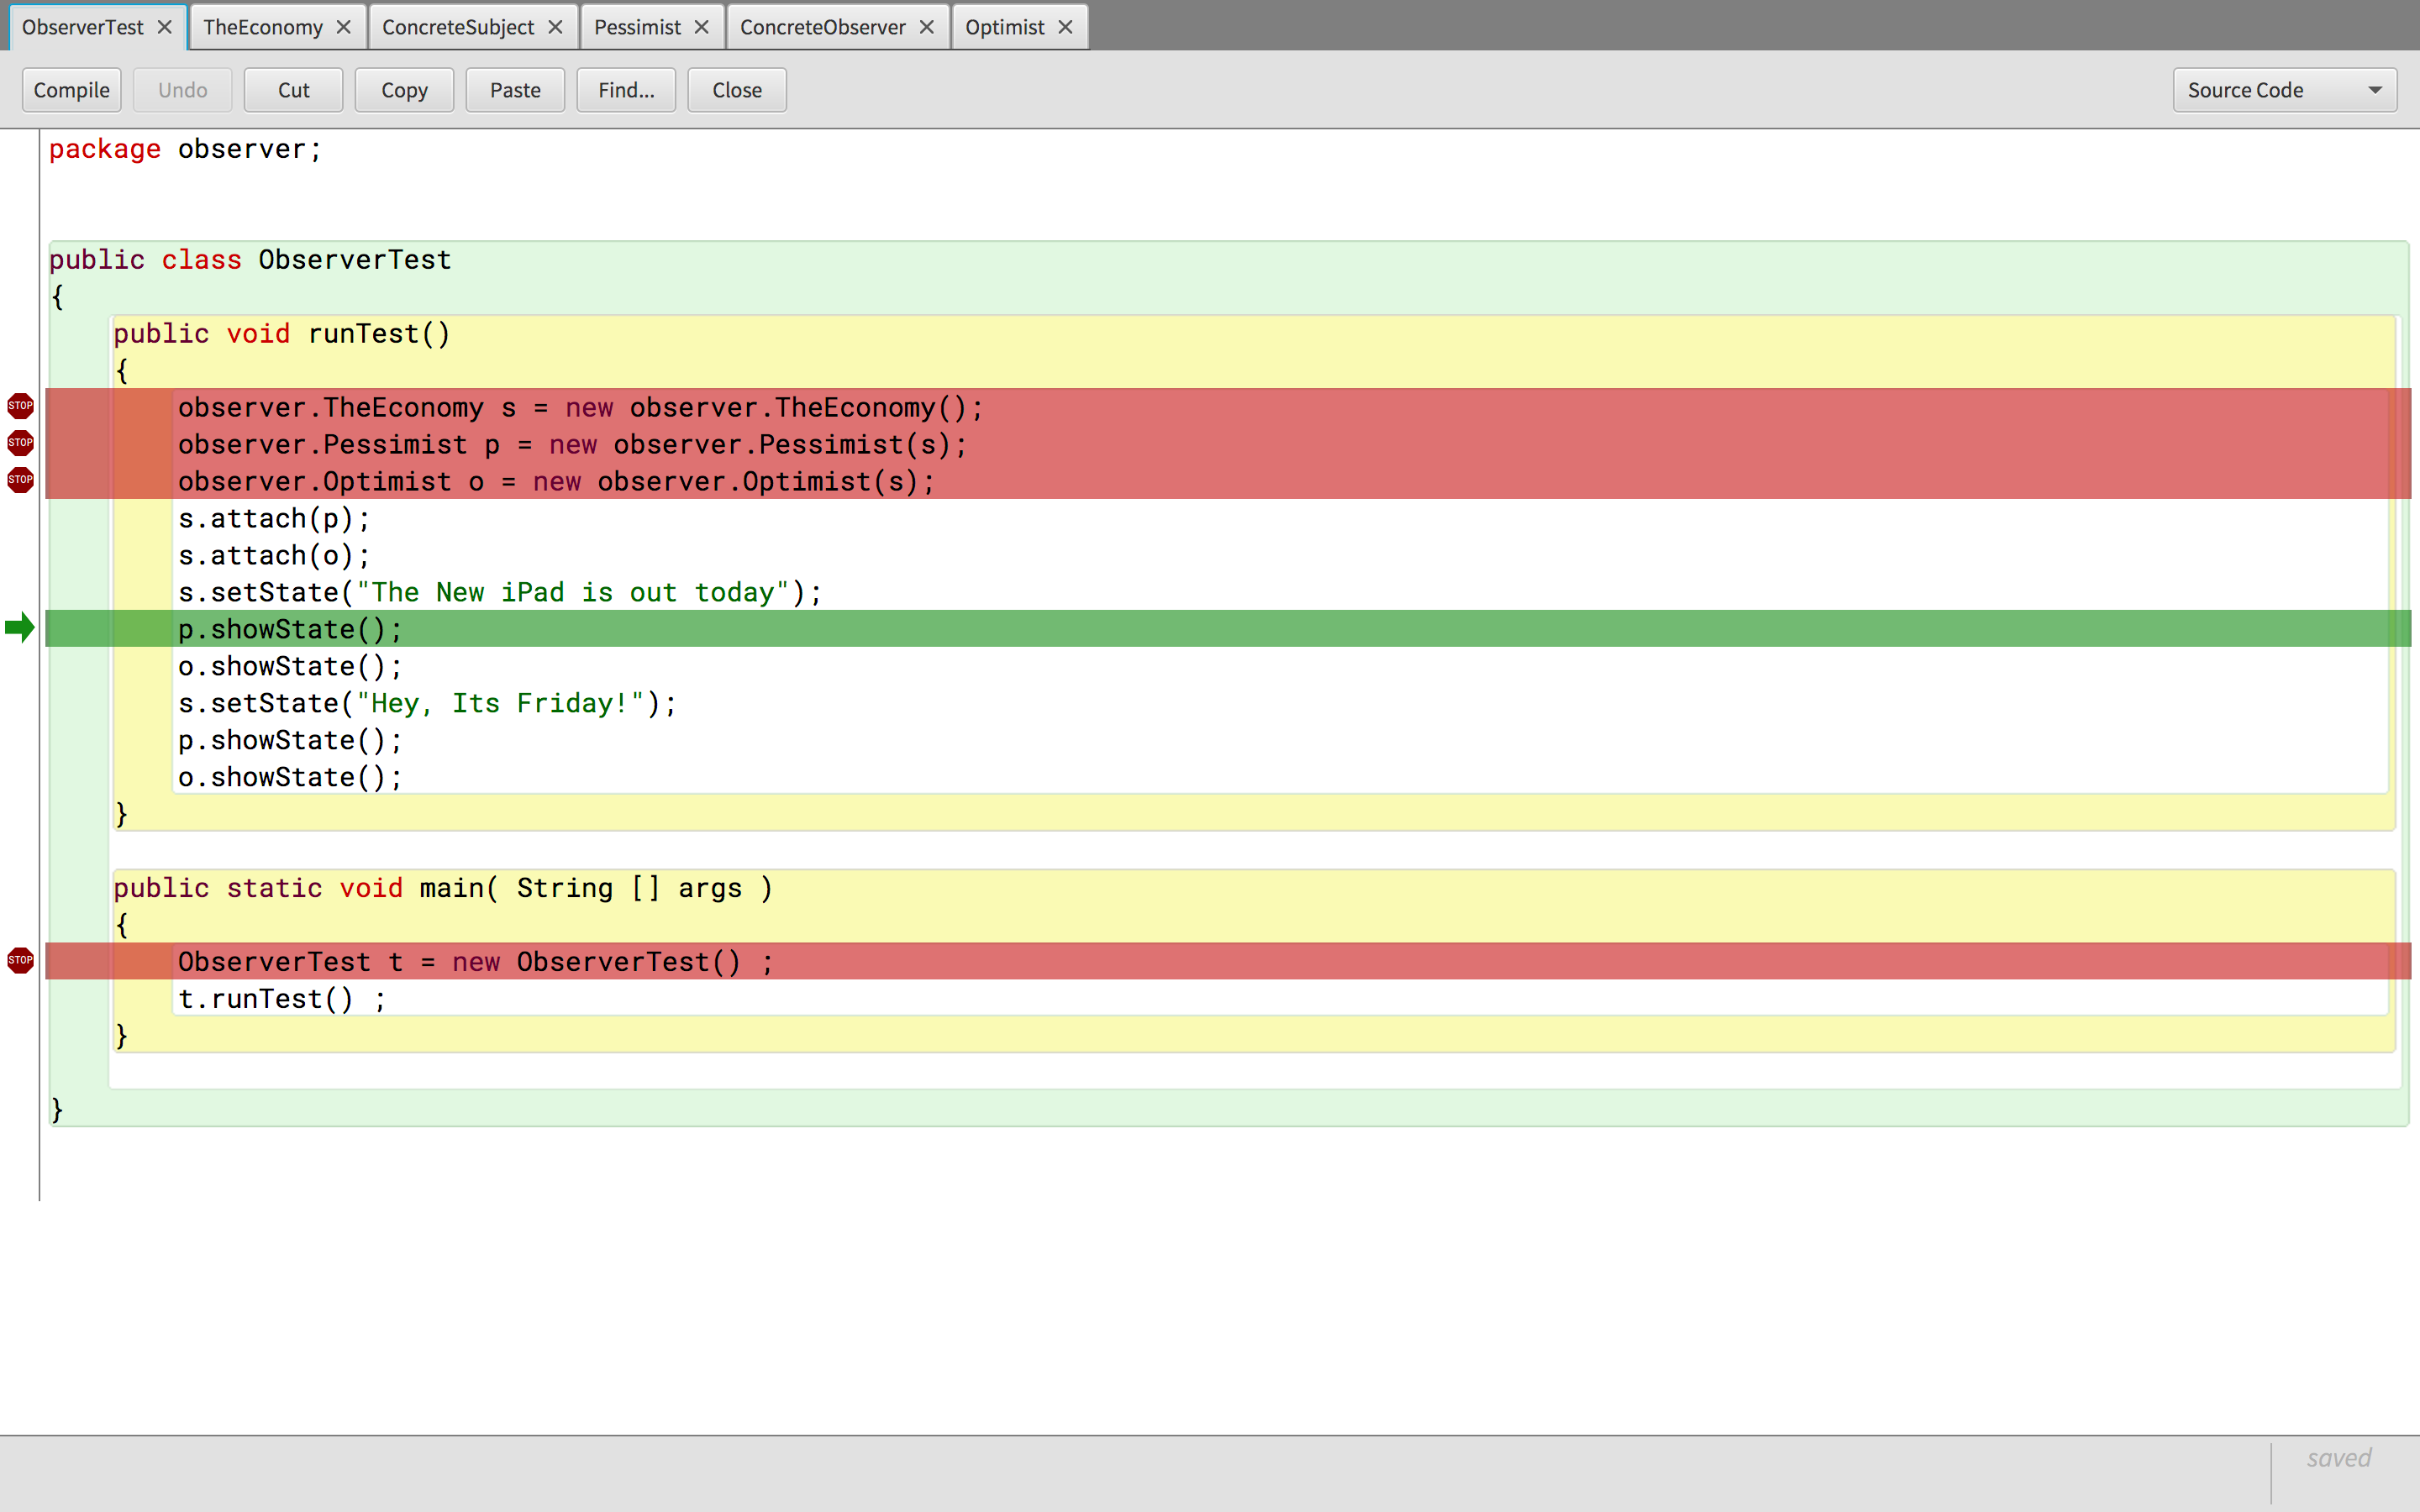 ObserverTest TheEconomy ConcreteSubject Pessimist ConcreteObserver Optimist
Compile Undo Cut Copy Paste Find... Close Source Code
package observer;
public class ObserverTest
{
public void runTest()
{
STOP observer.TheEconomy s = new observer.TheEconomy();
STOP observer.Pessimist p = new observer.Pessimist(s);
STOP observer.Optimist o = new observer.Optimist(s);
s.attach(p);
s.attach(o);
s.setState("The New iPad is out today");
p.showState();
o.showState();
s.setState("Hey, Its Friday!");
p.showState();
o.showState();
}
public static void main( String [] args )
{
STOP ObserverTest t = new ObserverTest() ;
t.runTest() ;
}
}
saved